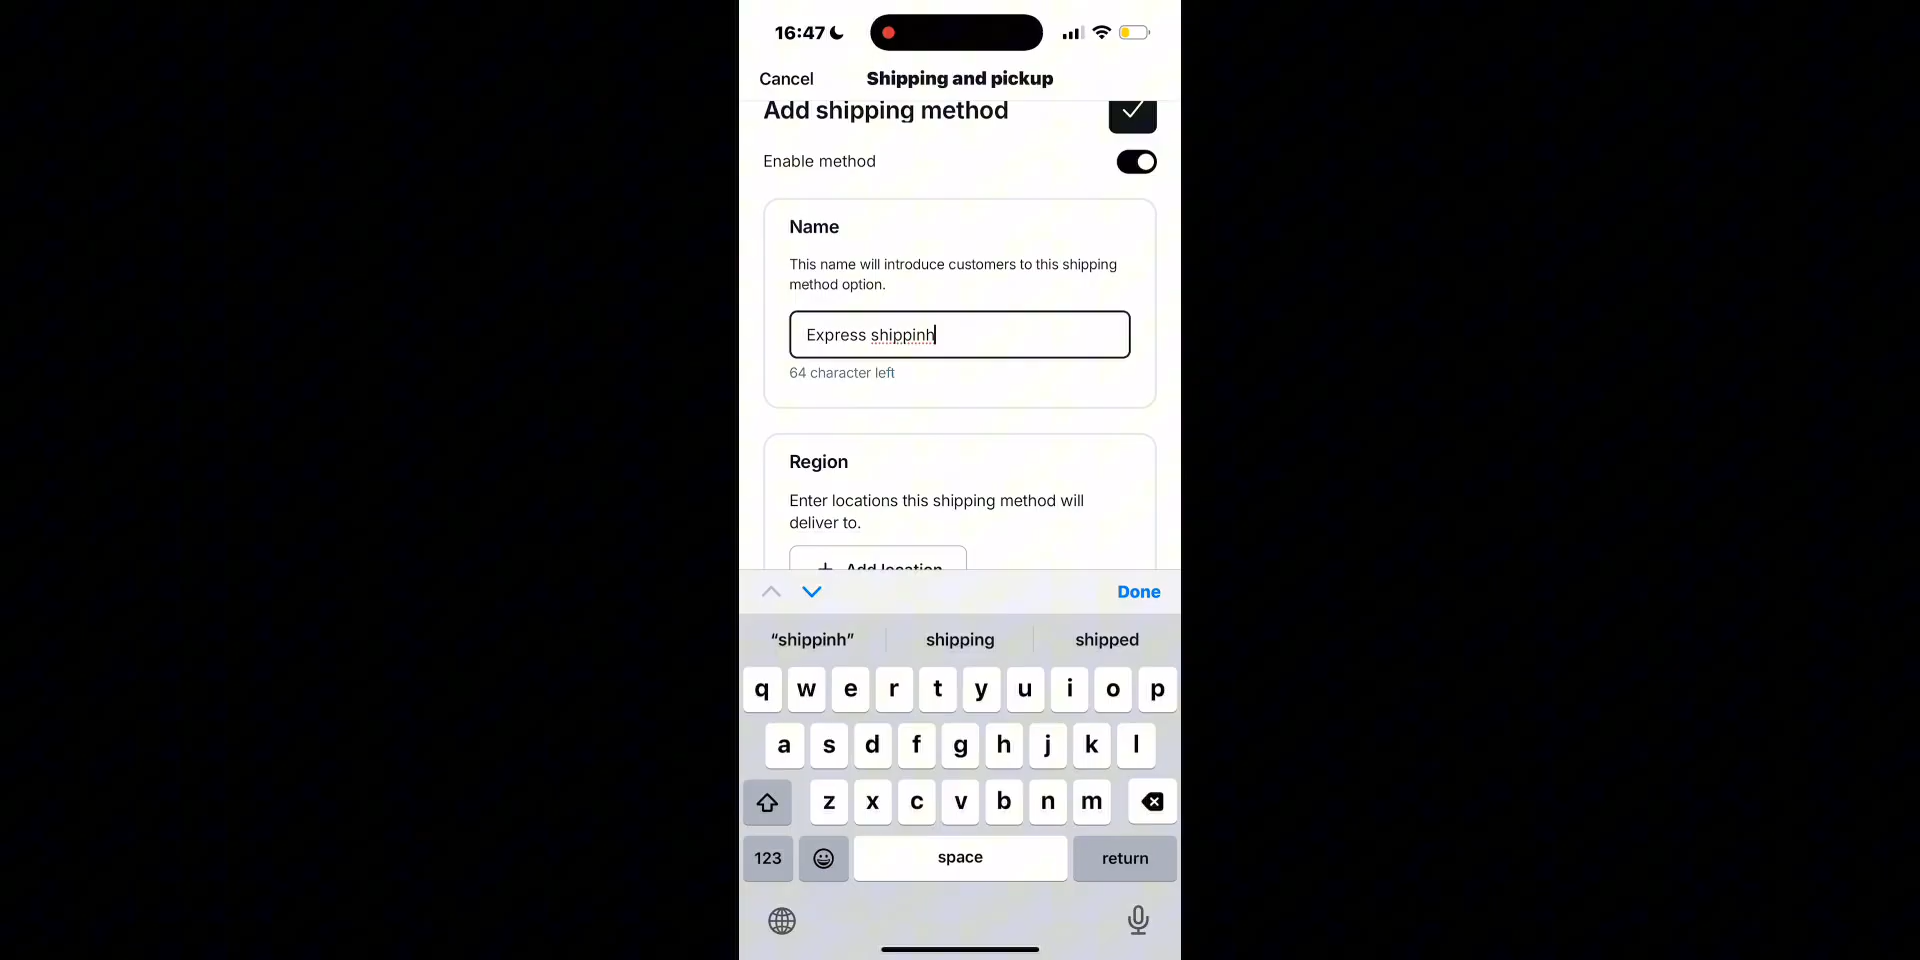 16:47
Cancel Shipping and pickup
Add shipping method
Enable method
Name
This name will introduce customers to this shipping
method option.
Express shippinh
64 character left
Region
Enter locations this shipping method will
deliver to.
+ Add location
Done
“shippinh” shipping shipped
q w e r t y u i o p
a s d f g h j k l
z x c v b n m
123 space return